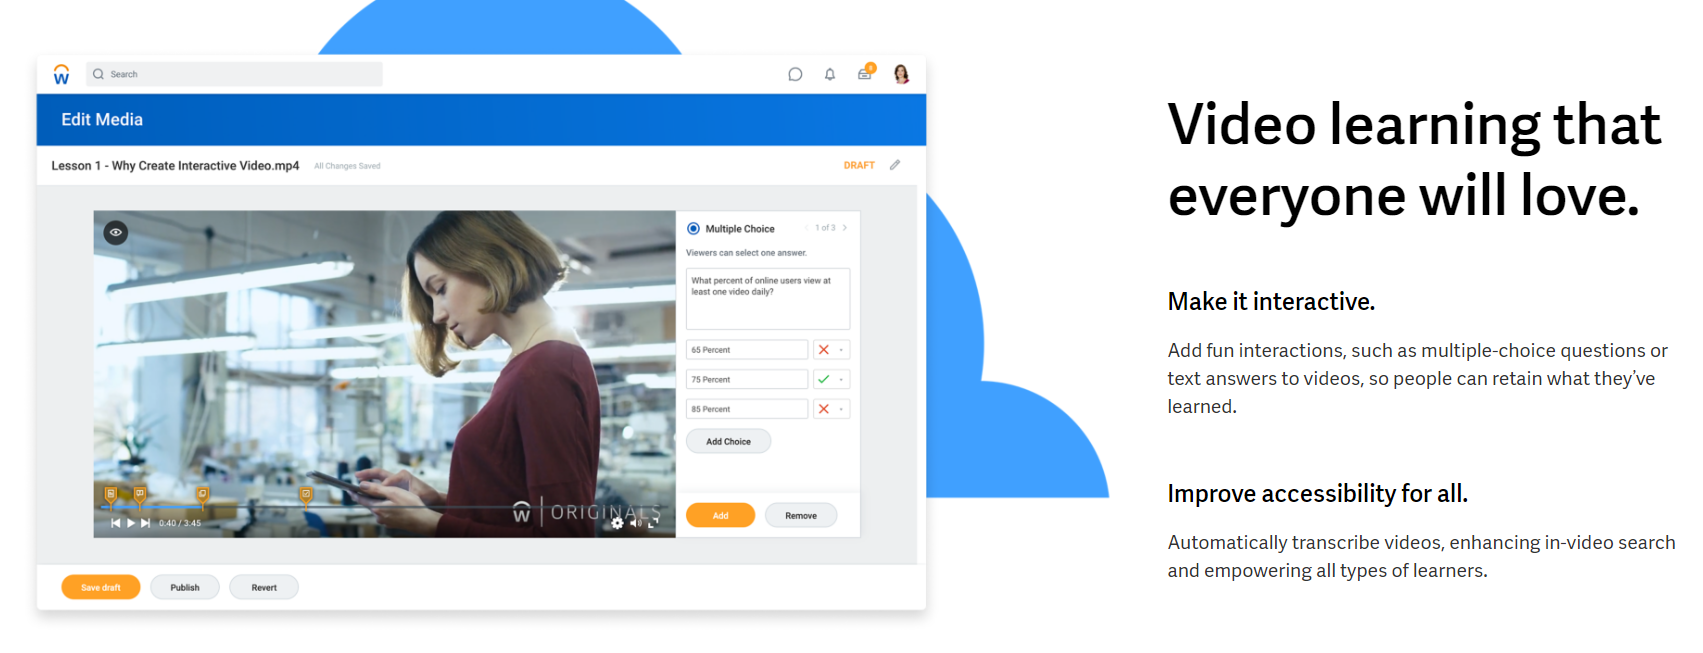 Search
8
Edit Media
Lesson 1 - Why Create Interactive Video.mp4 All Changes Saved
DRAFT
Multiple Choice
1 of 3
Viewers can select one answer.
What percent of online users view at
least one video daily?
65 Percent
75 Percent
85 Percent
Add Choice
ORIGINALS
0:40 / 3:45
Add
Remove
Save draft
Publish
Revert
Video learning that
everyone will love.
Make it interactive.
Add fun interactions, such as multiple-choice questions or
text answers to videos, so people can retain what they’ve
learned.
Improve accessibility for all.
Automatically transcribe videos, enhancing in-video search
and empowering all types of learners.